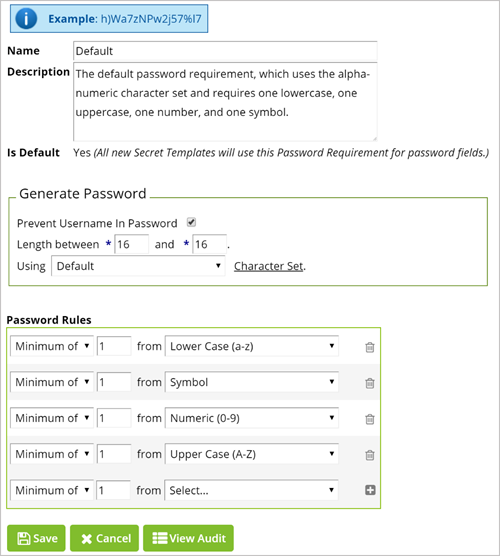 Example: h)Wa7zNPw2j57%I7
Name Default
Description The default password requirement, which uses the alpha-
numeric character set and requires one lowercase, one
uppercase, one number, and one symbol.
Is Default Yes (All new Secret Templates will use this Password Requirement for password fields.)
Generate Password
Prevent Username In Password
Length between * 16 and * 16 .
Using Default Character Set.
Password Rules
Minimum of 1 from Lower Case (a-z)
Minimum of 1 from Symbol
Minimum of 1 from Numeric (0-9)
Minimum of 1 from Upper Case (A-Z)
Minimum of 1 from Select...
Save Cancel View Audit